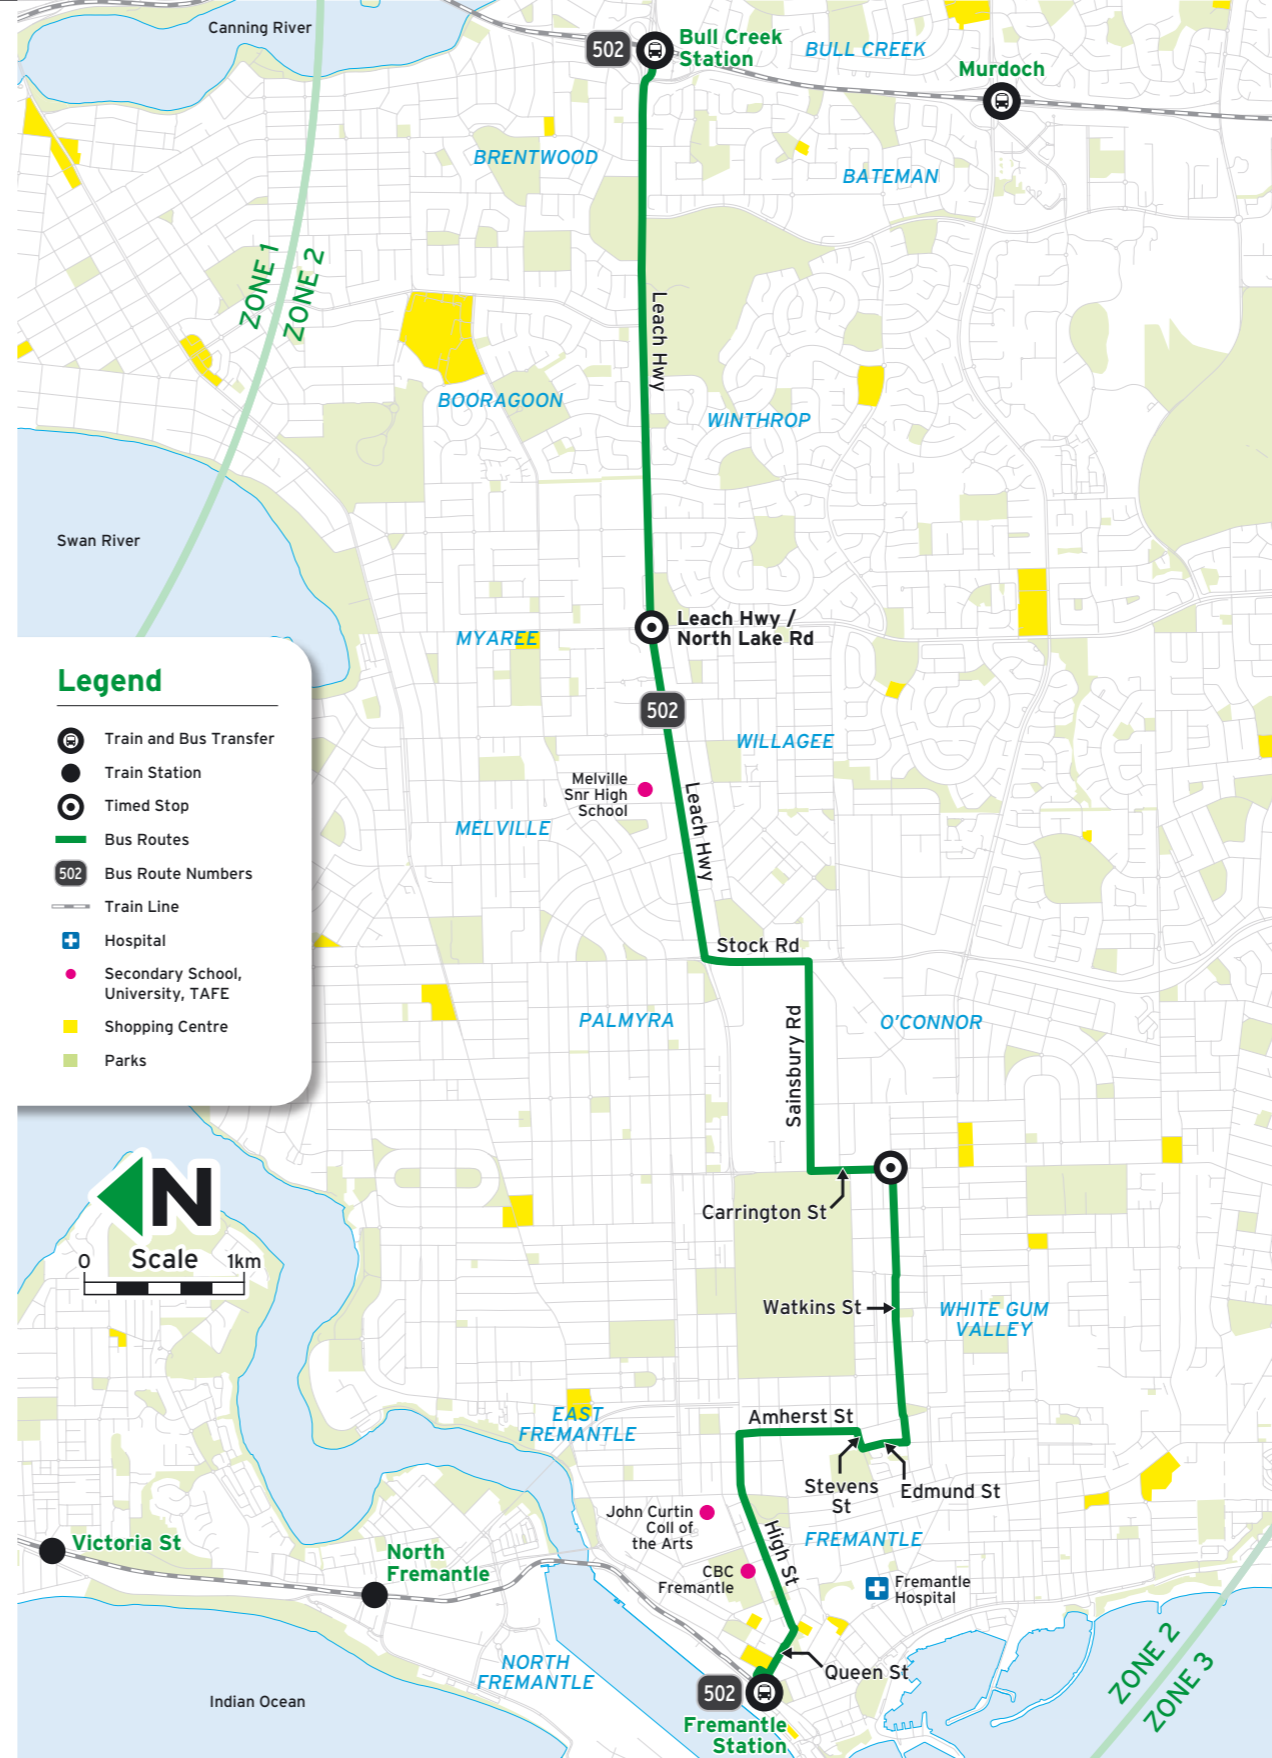 Canning River
502
Bull Creek
Station
BULL CREEK
Murdoch
BRENTWOOD
BATEMAN
ZONE 1
ZONE 2
Leach Hwy
BOORAGOON
WINTHROP
Swan River
Leach Hwy /
North Lake Rd
MYAREE
502
WILLAGEE
Melville
Snr High
School
Leach Hwy
MELVILLE
Legend
Train and Bus Transfer
Train Station
Timed Stop
Bus Routes
502
Bus Route Numbers
Train Line
Hospital
Secondary School,
University, TAFE
Shopping Centre
Parks
Stock Rd
PALMYRA
O'CONNOR
Sainsbury Rd
N
Scale
0
1km
Carrington St
Watkins St
WHITE GUM
VALLEY
EAST
FREMANTLE
Amherst St
Stevens
St
Edmund St
John Curtin
Coll of
the Arts
High St
FREMANTLE
Victoria St
North
Fremantle
CBC
Fremantle
Fremantle
Hospital
NORTH
FREMANTLE
Queen St
Indian Ocean
502
Fremantle
Station
ZONE 2
ZONE 3